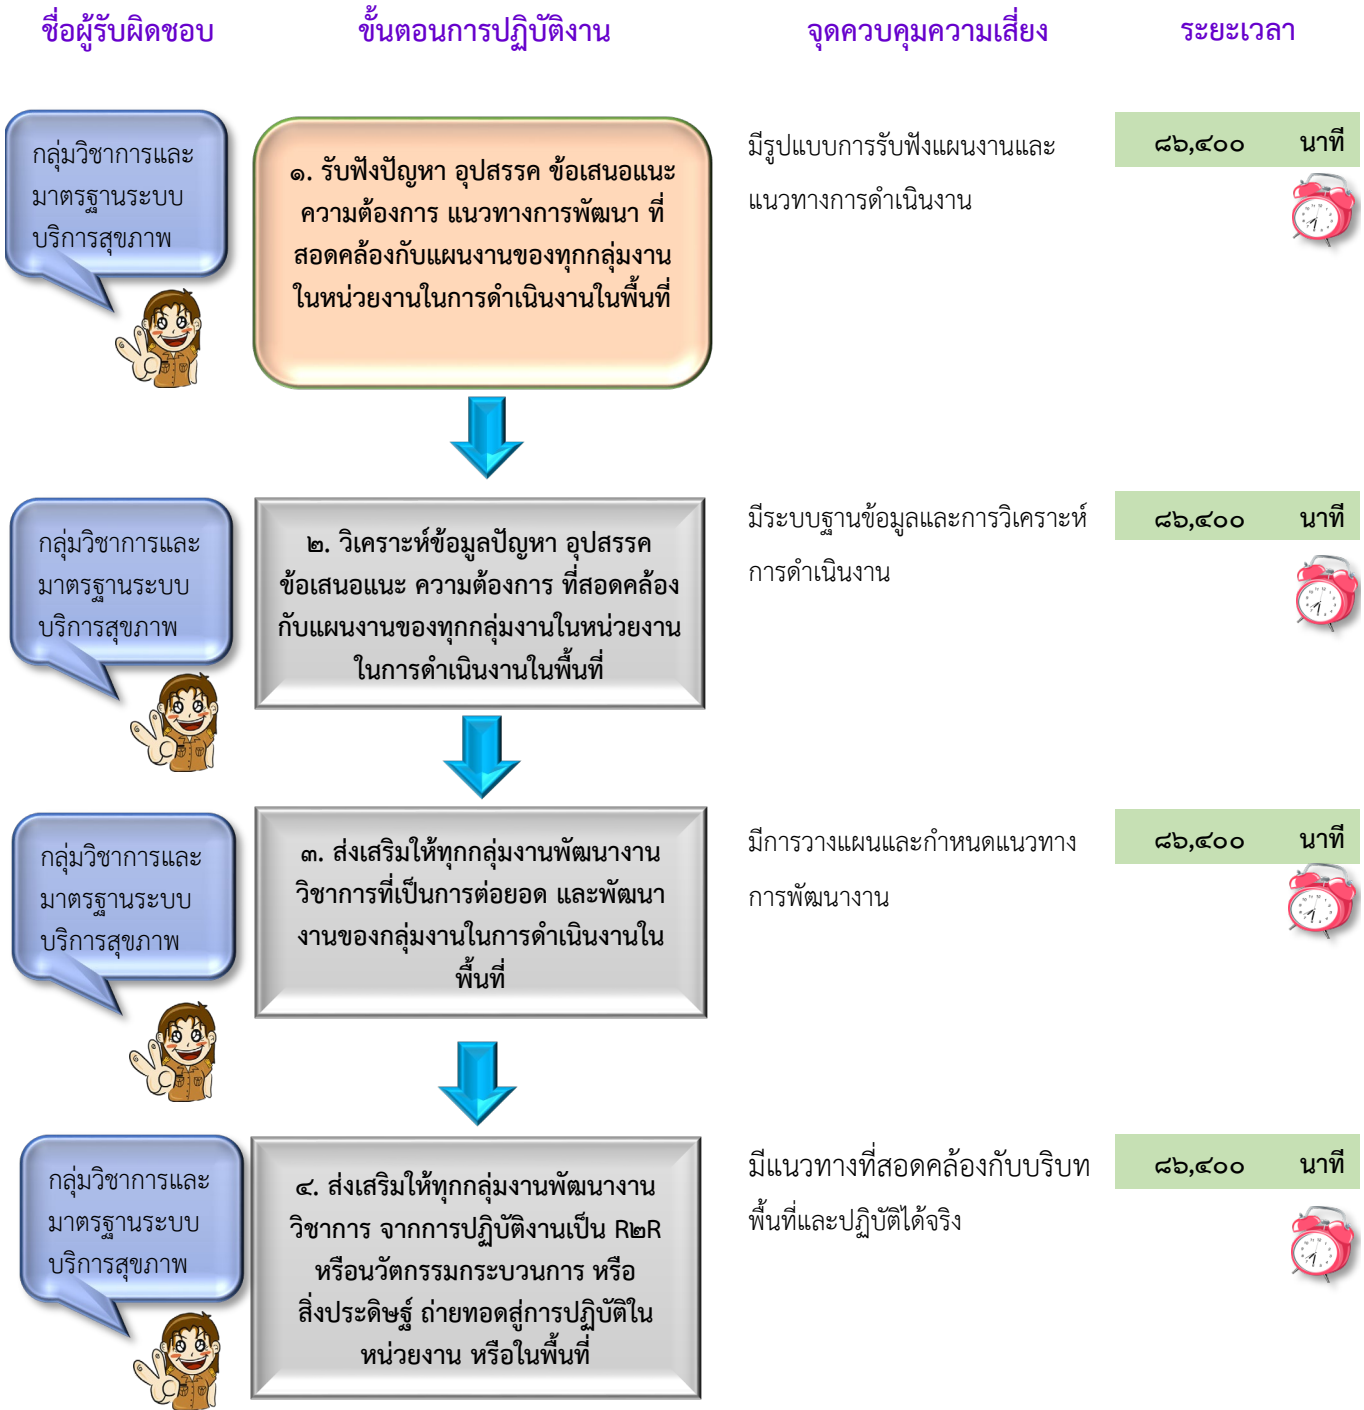 ชื่อผู้รับผิดชอบ ขั้นตอนการปฏิบัติงาน จุดควบคุมความเสี่ยง ระยะเวลา
กลุ่มวิชาการและ
มาตรฐานระบบ
บริการสุขภาพ
๑. รับฟังปัญหา อุปสรรค ข้อเสนอแนะ
ความต้องการ แนวทางการพัฒนา ที่
สอดคล้องกับแผนงานของทุกกลุ่มงาน
ในหน่วยงานในการดำเนินงานในพื้นที่
มีรูปแบบการรับฟังแผนงานและ
แนวทางการดำเนินงาน
๘๖,๔๐๐ นาที
กลุ่มวิชาการและ
มาตรฐานระบบ
บริการสุขภาพ
๒. วิเคราะห์ข้อมูลปัญหา อุปสรรค
ข้อเสนอแนะ ความต้องการ ที่สอดคล้อง
กับแผนงานของทุกกลุ่มงานในหน่วยงาน
ในการดำเนินงานในพื้นที่
มีระบบฐานข้อมูลและการวิเคราะห์
การดำเนินงาน
๘๖,๔๐๐ นาที
กลุ่มวิชาการและ
มาตรฐานระบบ
บริการสุขภาพ
๓. ส่งเสริมให้ทุกกลุ่มงานพัฒนางาน
วิชาการที่เป็นการต่อยอด และพัฒนา
งานของกลุ่มงานในการดำเนินงานใน
พื้นที่
มีการวางแผนและกำหนดแนวทาง
การพัฒนางาน
๘๖,๔๐๐ นาที
กลุ่มวิชาการและ
มาตรฐานระบบ
บริการสุขภาพ
๔. ส่งเสริมให้ทุกกลุ่มงานพัฒนางาน
วิชาการ จากการปฏิบัติงานเป็น R๒R
หรือนวัตกรรมกระบวนการ หรือ
สิ่งประดิษฐ์ ถ่ายทอดสู่การปฏิบัติใน
หน่วยงาน หรือในพื้นที่
มีแนวทางที่สอดคล้องกับบริบท
พื้นที่และปฏิบัติได้จริง
๘๖,๔๐๐ นาที